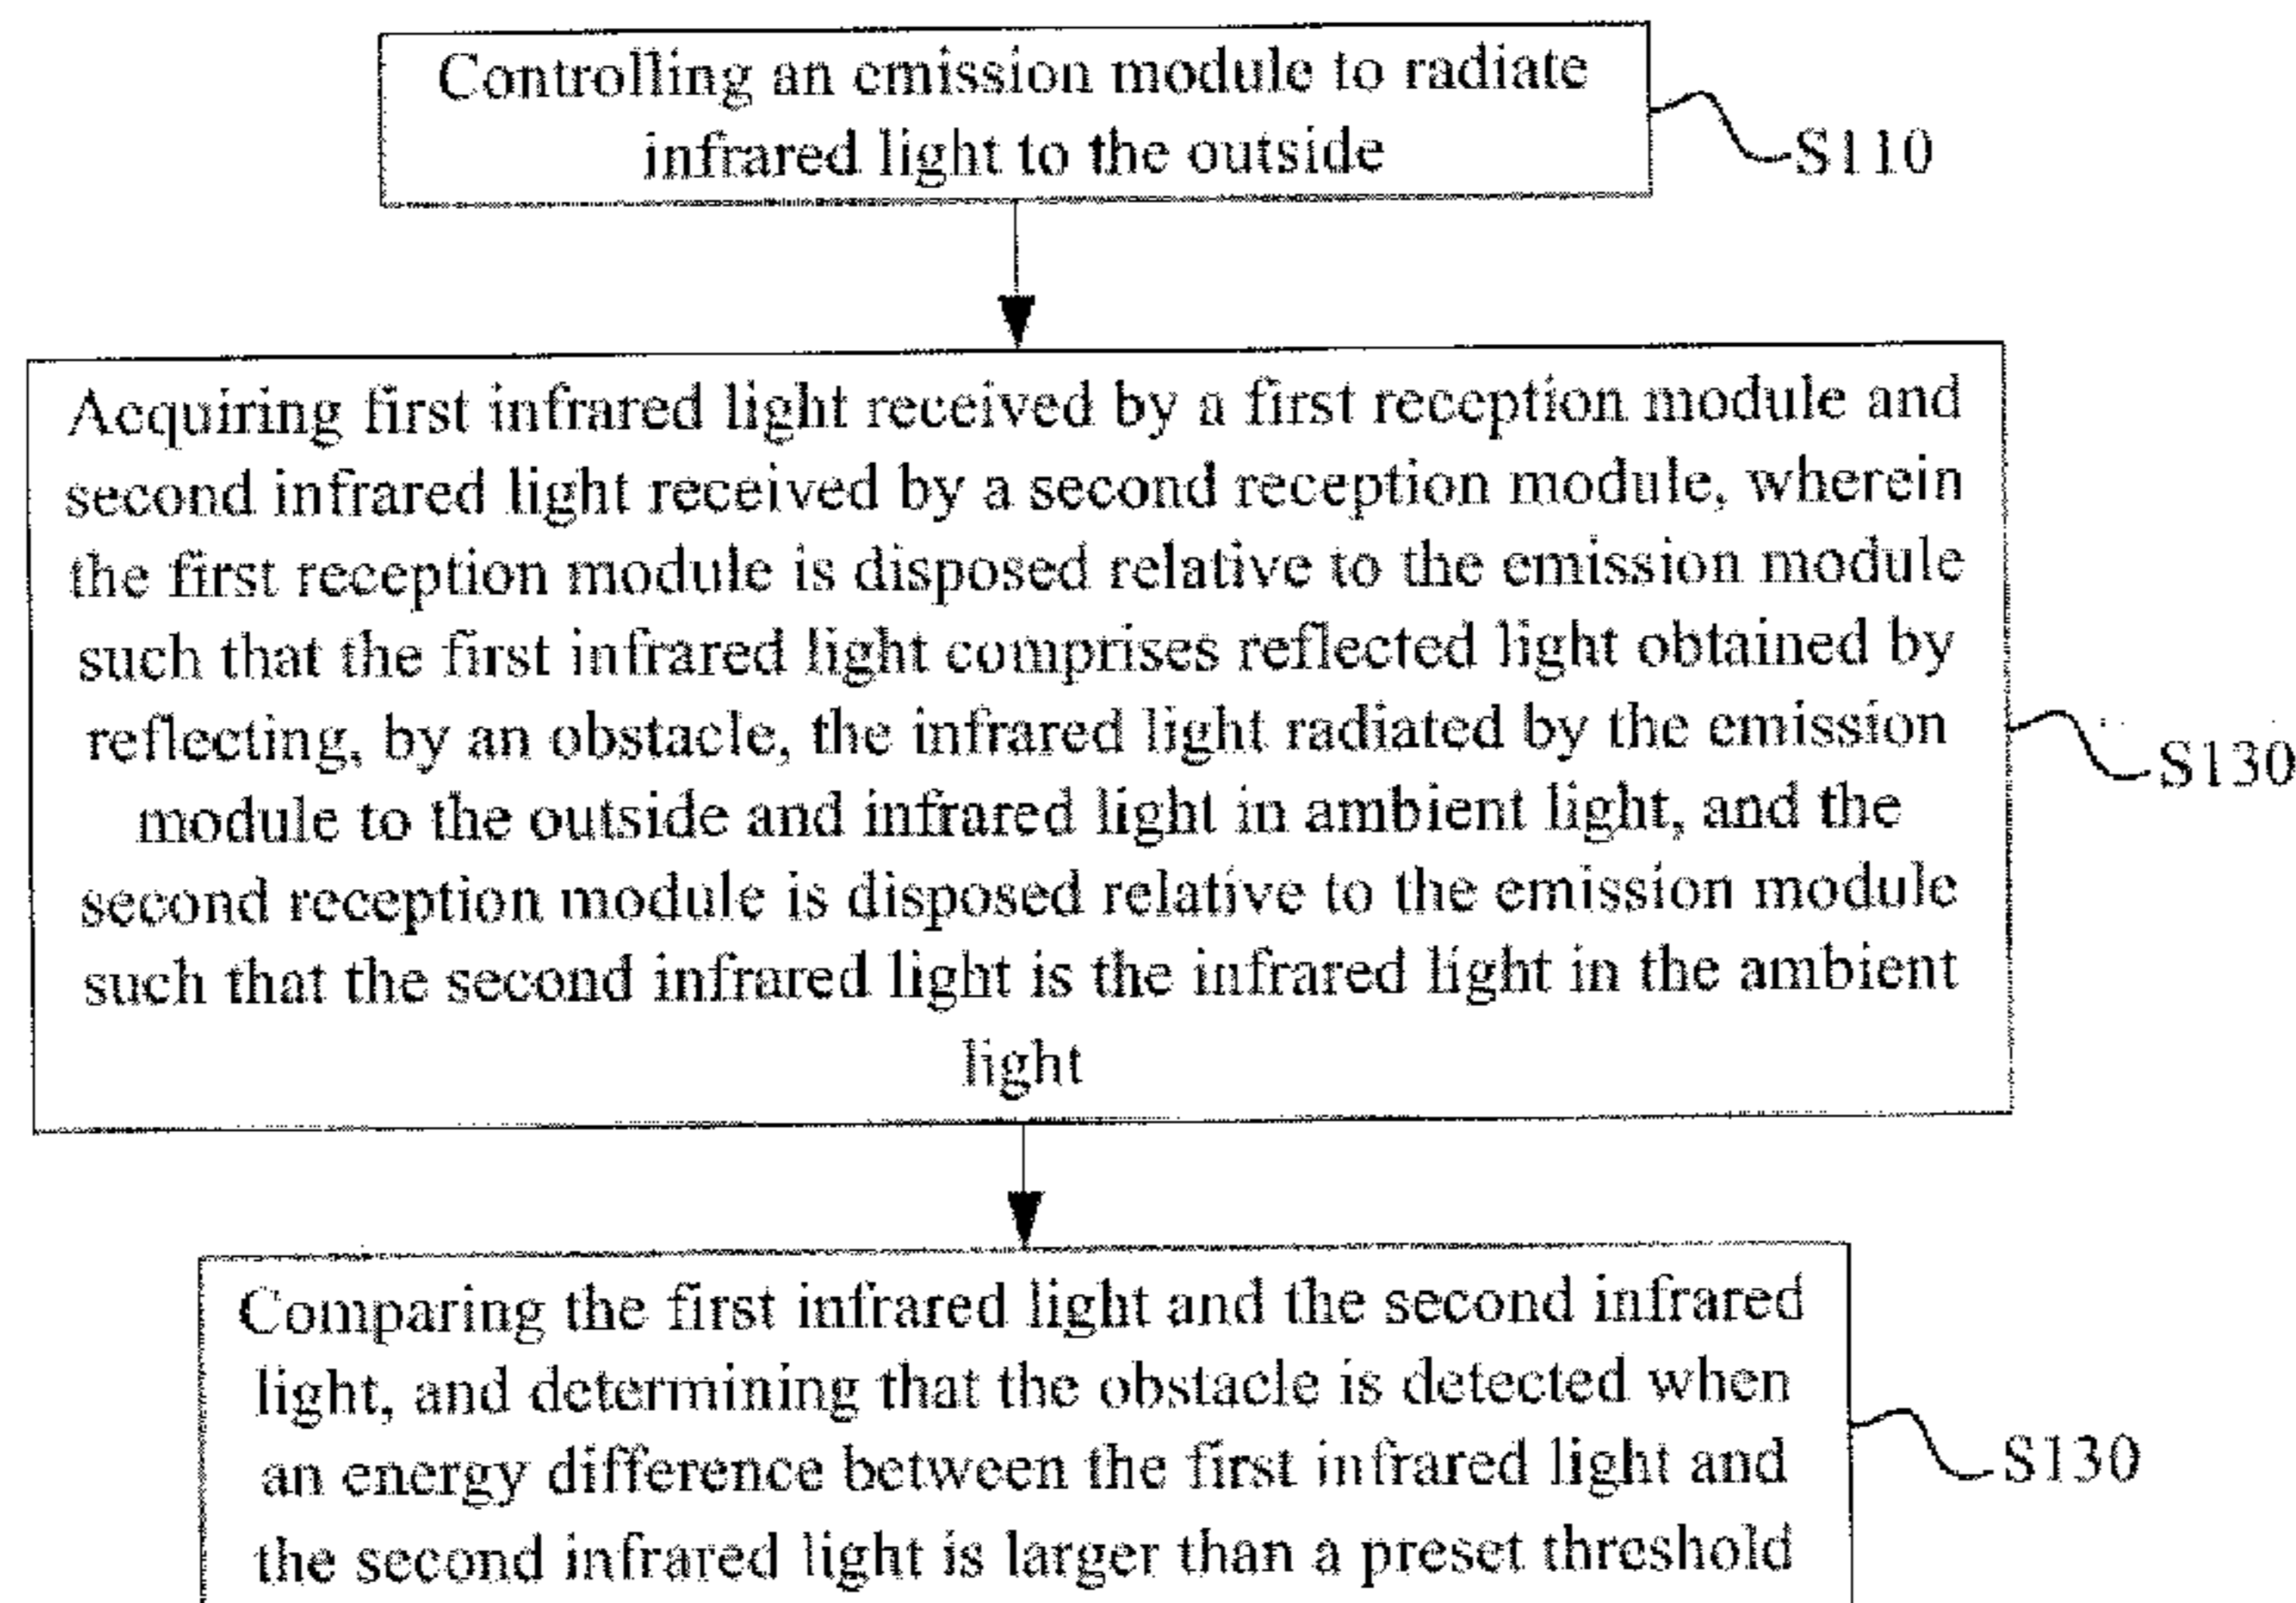 Controlling an emission module to radiate
infrared light to the outside
S110
Acquiring first infrared light received by a first reception module and
second infrared light received by a second reception module, wherein
the first reception module is disposed relative to the emission module
such that the first infrared light comprises reflected light obtained by
reflecting, by an obstacle, the infrared light radiated by the emission
module to the outside and infrared light in ambient light, and the
second reception module is disposed relative to the emission module
such that the second infrared light is the infrared light in the ambient
light
S130
Comparing the first infrared light and the second infrared
light, and determining that the obstacle is detected when
an energy difference between the first infrared light and
the second infrared light is larger than a preset threshold
S130